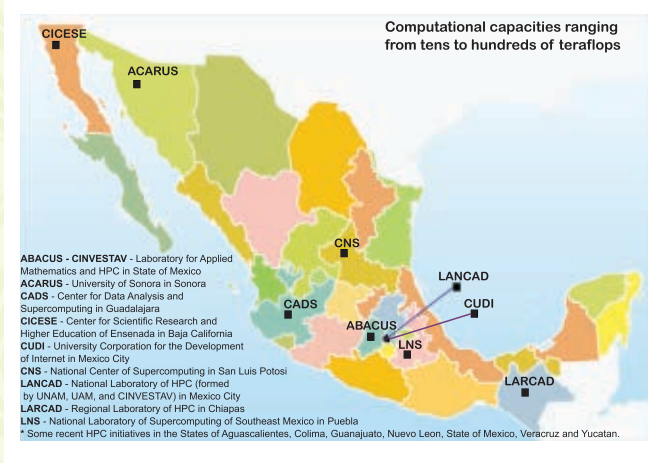 Computational capacities ranging
from tens to hundreds of teraflops
CICESE
ACARUS
CNS
LANCAD
CUDI
CADS
ABACUS
LNS
LARCAD
ABACUS - CINVESTAV - Laboratory for Applied
Mathematics and HPC in State of Mexico
ACARUS - University of Sonora in Sonora
CADS - Center for Data Analysis and
Supercomputing in Guadalajara
CICESE - Center for Scientific Research and
Higher Education of Ensenada in Baja California
CUDI - University Corporation for the Development
of Internet in Mexico City
CNS - National Center of Supercomputing in San Luis Potosi
LANCAD - National Laboratory of HPC (formed
by UNAM, UAM, and CINVESTAV) in Mexico City
LARCAD - Regional Laboratory of HPC in Chiapas
LNS - National Laboratory of Supercomputing of Southeast Mexico in Puebla
* Some recent HPC initiatives in the States of Aguascalientes, Colima, Guanajuato, Nuevo Leon, State of Mexico, Veracruz and Yucatan.